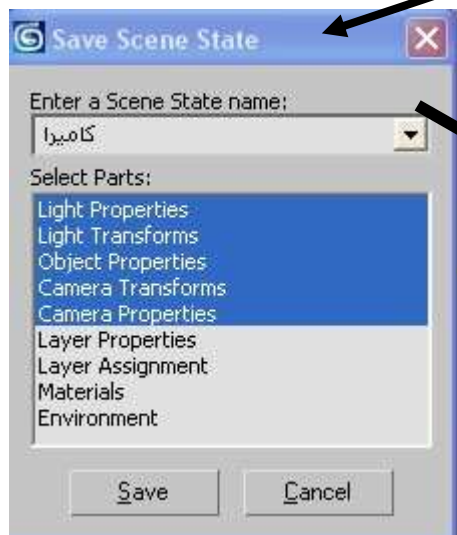 Save Scene State
Enter a Scene State name:
كاميرا
Select Parts:
Light Properties
Light Transforms
Object Properties
Camera Transforms
Camera Properties
Layer Properties
Layer Assignment
Materials
Environment
Save
Cancel